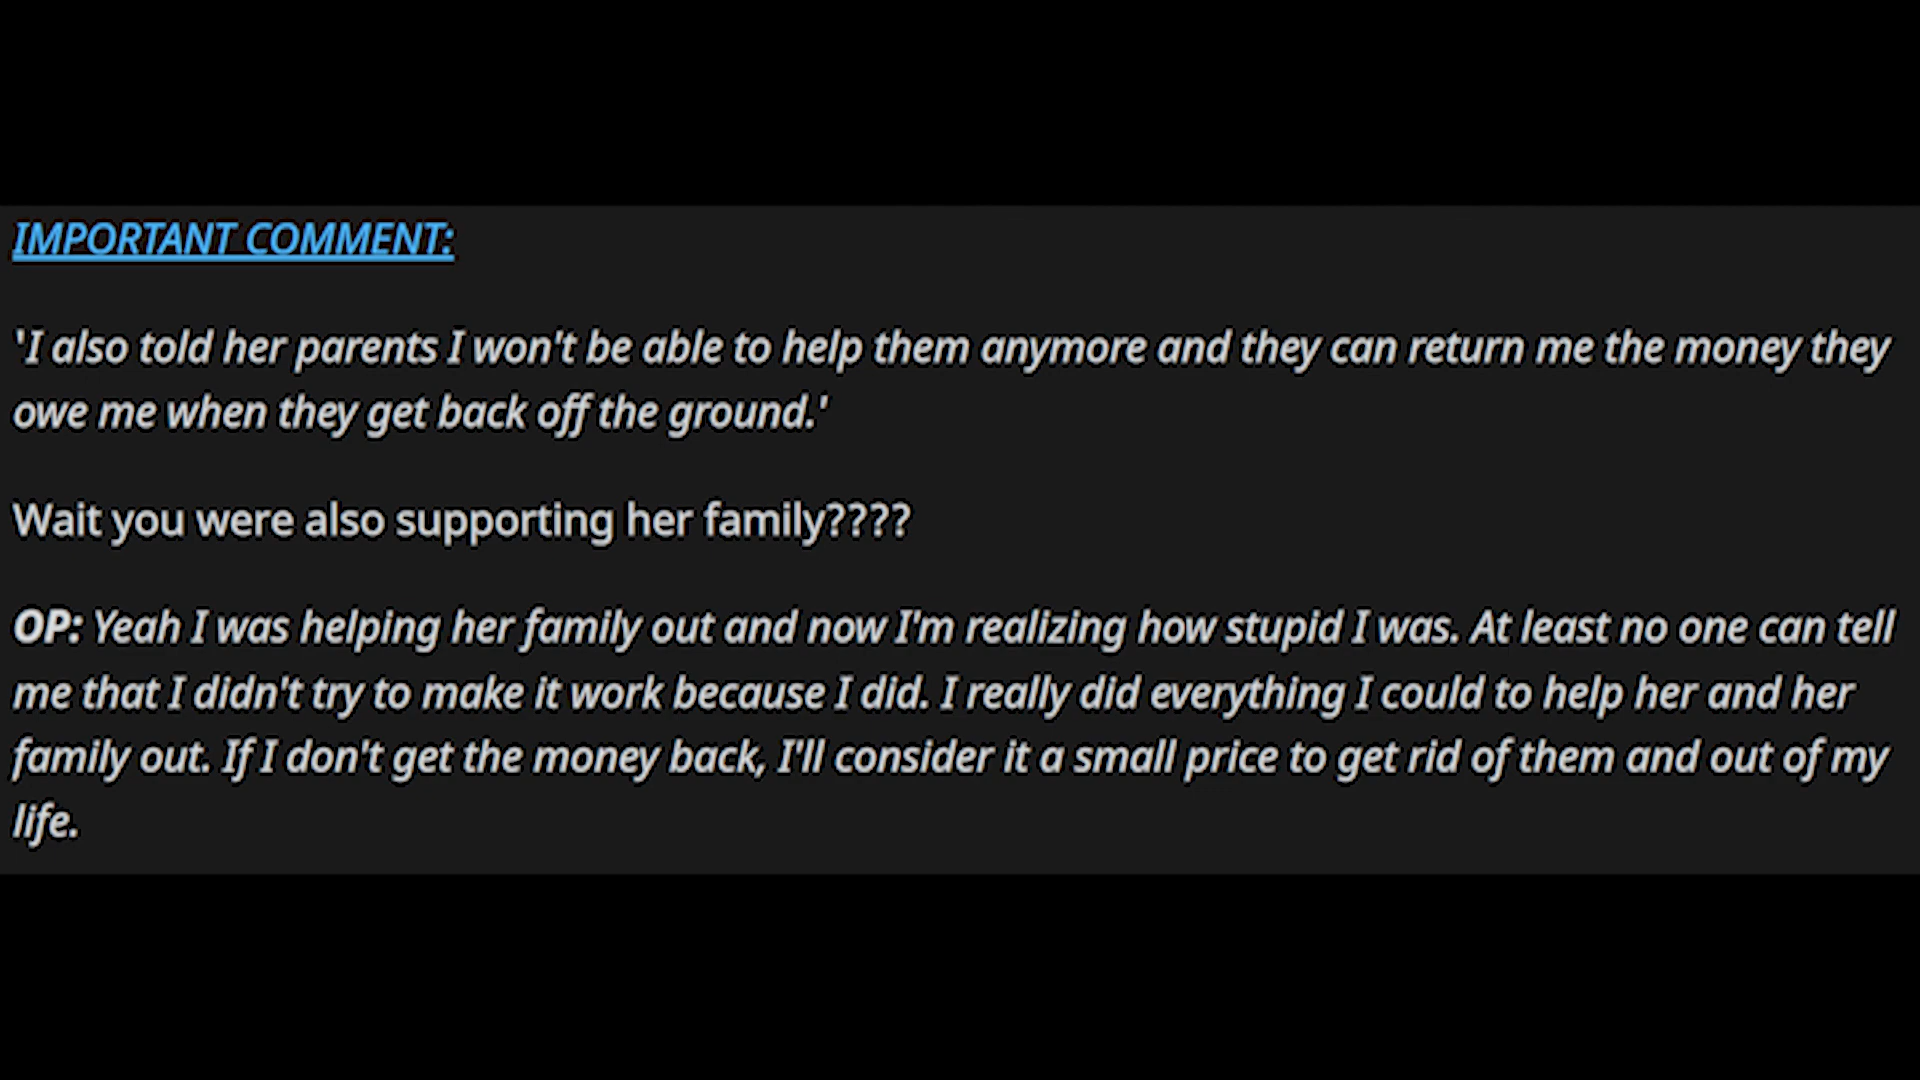 IMPORTANT COMMENT:
'I also told her parents I won't be able to help them anymore and they can return me the money they
owe me when they get back off the ground.'
Wait you were also supporting her family????
OP: Yeah I was helping her family out and now I'm realizing how stupid I was. At least no one can tell
me that I didn't try to make it work because I did. I really did everything I could to help her and her
family out. If I don't get the money back, I'll consider it a small price to get rid of them and out of my
life.